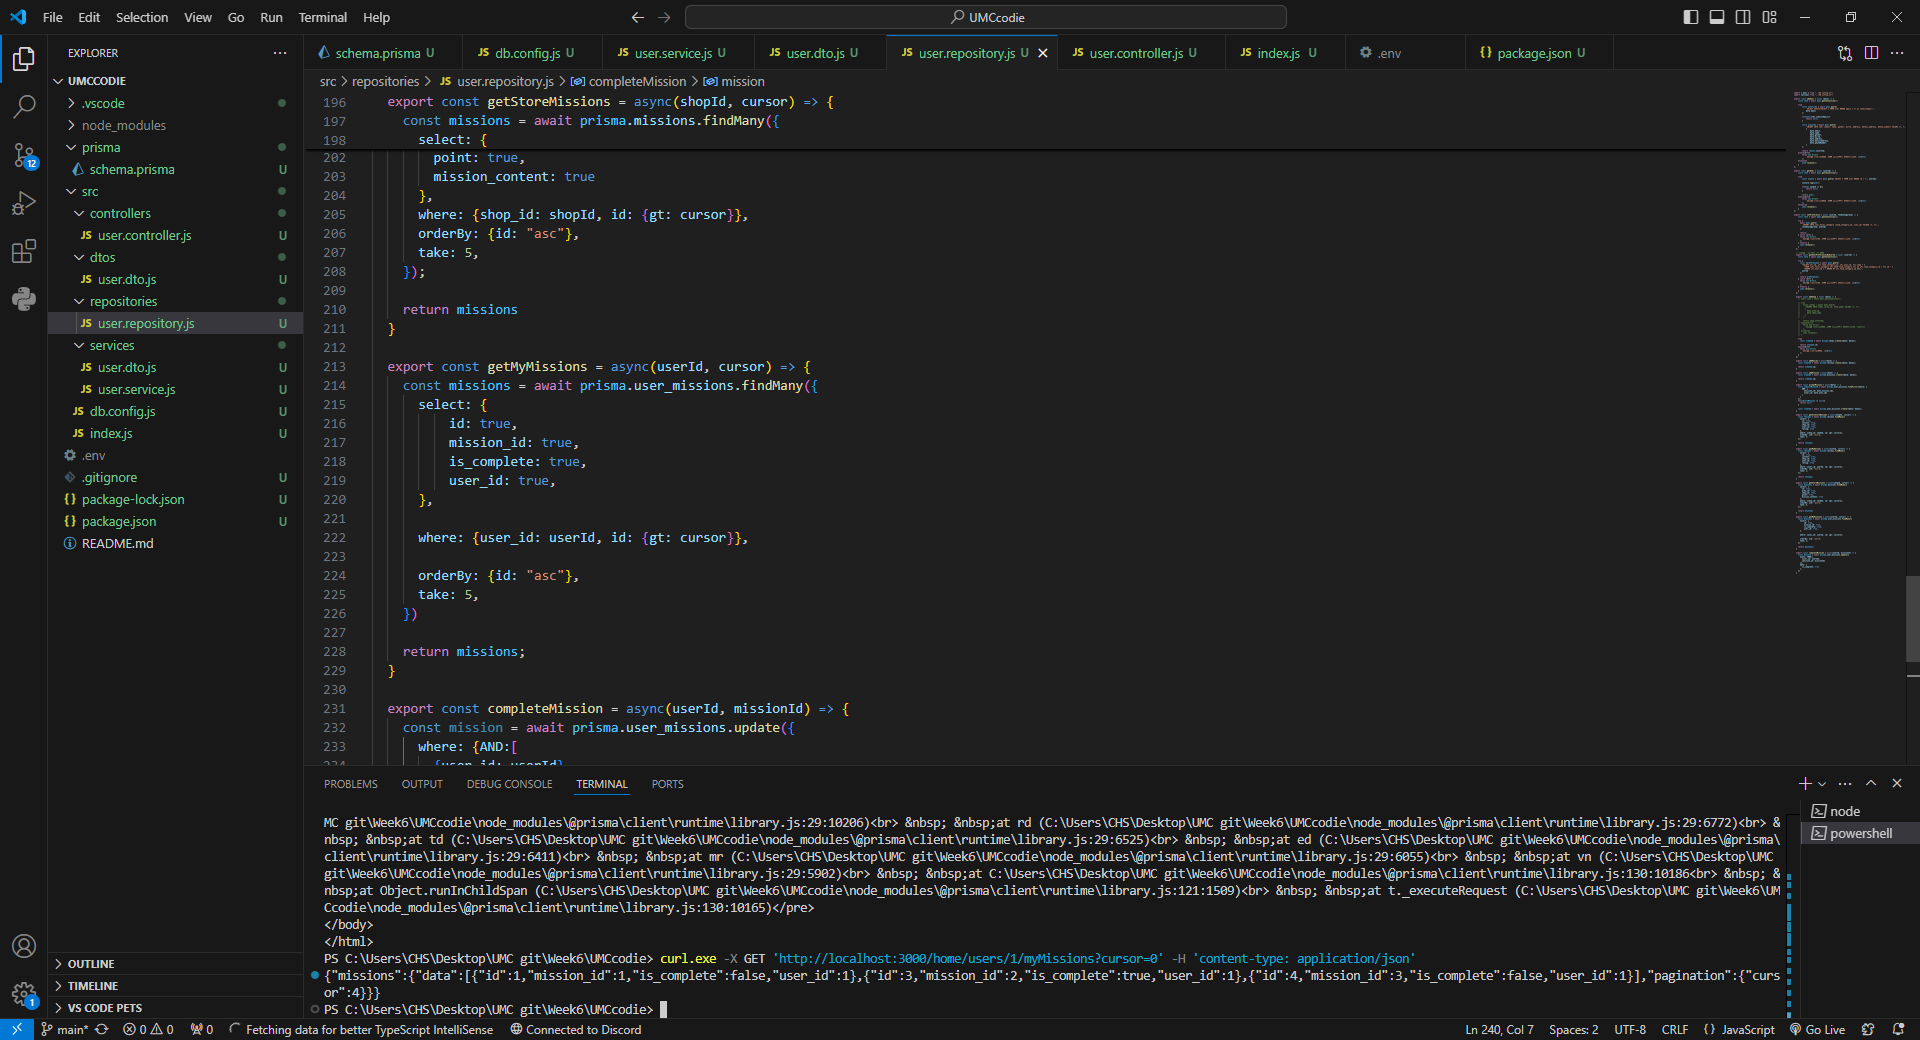 File Edit Selection View Go Run Terminal Help
UMCcodie
EXPLORER
UMCCODIE
.vscode
node_modules
prisma
schema.prisma U
src
controllers
JS user.controller.js U
dtos
JS user.dto.js U
repositories
JS user.repository.js U
services
JS user.dto.js U
JS user.service.js U
JS db.config.js U
JS index.js U
.env
.gitignore U
{} package-lock.json U
{} package.json U
README.md
OUTLINE
TIMELINE
VS CODE PETS
12
1
schema.prisma U
JS db.config.js U
JS user.service.js U
JS user.dto.js U
JS user.repository.js U
JS user.controller.js U
JS index.js U
.env
{} package.json U
src > repositories > JS user.repository.js > completeMission > mission
196 export const getStoreMissions = async(shopId, cursor) => {
197 const missions = await prisma.missions.findMany({
198 select: {
202 point: true,
203 mission_content: true
204 },
205 where: {shop_id: shopId, id: {gt: cursor}},
206 orderBy: {id: "asc"},
207 take: 5,
208 });
209
210 return missions
211 }
212
213 export const getMyMissions = async(userId, cursor) => {
214 const missions = await prisma.user_missions.findMany({
215 select: {
216 id: true,
217 mission_id: true,
218 is_complete: true,
219 user_id: true,
220 },
221
222 where: {user_id: userId, id: {gt: cursor}},
223
224 orderBy: {id: "asc"},
225 take: 5,
226 })
227
228 return missions;
229 }
230
231 export const completeMission = async(userId, missionId) => {
232 const mission = await prisma.user_missions.update({
233 where: {AND:[
234 {user_id: userId}
PROBLEMS OUTPUT DEBUG CONSOLE TERMINAL PORTS
MC git\Week6\UMCcodie\node_modules\@prisma\client\runtime\library.js:29:10206)<br> &nbsp; &nbsp;at rd (C:\Users\CHS\Desktop\UMC git\Week6\UMCcodie\node_modules\@prisma\client\runtime\library.js:29:6772)<br> &
nbsp; &nbsp;at td (C:\Users\CHS\Desktop\UMC git\Week6\UMCcodie\node_modules\@prisma\client\runtime\library.js:29:6525)<br> &nbsp; &nbsp;at ed (C:\Users\CHS\Desktop\UMC git\Week6\UMCcodie\node_modules\@prisma\
client\runtime\library.js:29:6411)<br> &nbsp; &nbsp;at mr (C:\Users\CHS\Desktop\UMC git\Week6\UMCcodie\node_modules\@prisma\client\runtime\library.js:29:6055)<br> &nbsp; &nbsp;at vn (C:\Users\CHS\Desktop\UMC
git\Week6\UMCcodie\node_modules\@prisma\client\runtime\library.js:29:5902)<br> &nbsp; &nbsp;at C:\Users\CHS\Desktop\UMC git\Week6\UMCcodie\node_modules\@prisma\client\runtime\library.js:130:10186<br> &nbsp; &
nbsp;at Object.runInChildSpan (C:\Users\CHS\Desktop\UMC git\Week6\UMCcodie\node_modules\@prisma\client\runtime\library.js:121:1509)<br> &nbsp; &nbsp;at t._executeRequest (C:\Users\CHS\Desktop\UMC git\Week6\UM
Ccodie\node_modules\@prisma\client\runtime\library.js:130:10165)</pre>
</body>
</html>
PS C:\Users\CHS\Desktop\UMC git\Week6\UMCcodie> curl.exe -X GET 'http://localhost:3000/home/users/1/myMissions?cursor=0' -H 'content-type: application/json'
{"missions":{"data":[{"id":1,"mission_id":1,"is_complete":false,"user_id":1},{"id":3,"mission_id":2,"is_complete":true,"user_id":1},{"id":4,"mission_id":3,"is_complete":false,"user_id":1}],"pagination":{"curs
or":4}}}
PS C:\Users\CHS\Desktop\UMC git\Week6\UMCcodie>
node
powershell
main* 0 0 0 Fetching data for better TypeScript IntelliSense Connected to Discord
Ln 240, Col 7 Spaces: 2 UTF-8 CRLF {} JavaScript Go Live